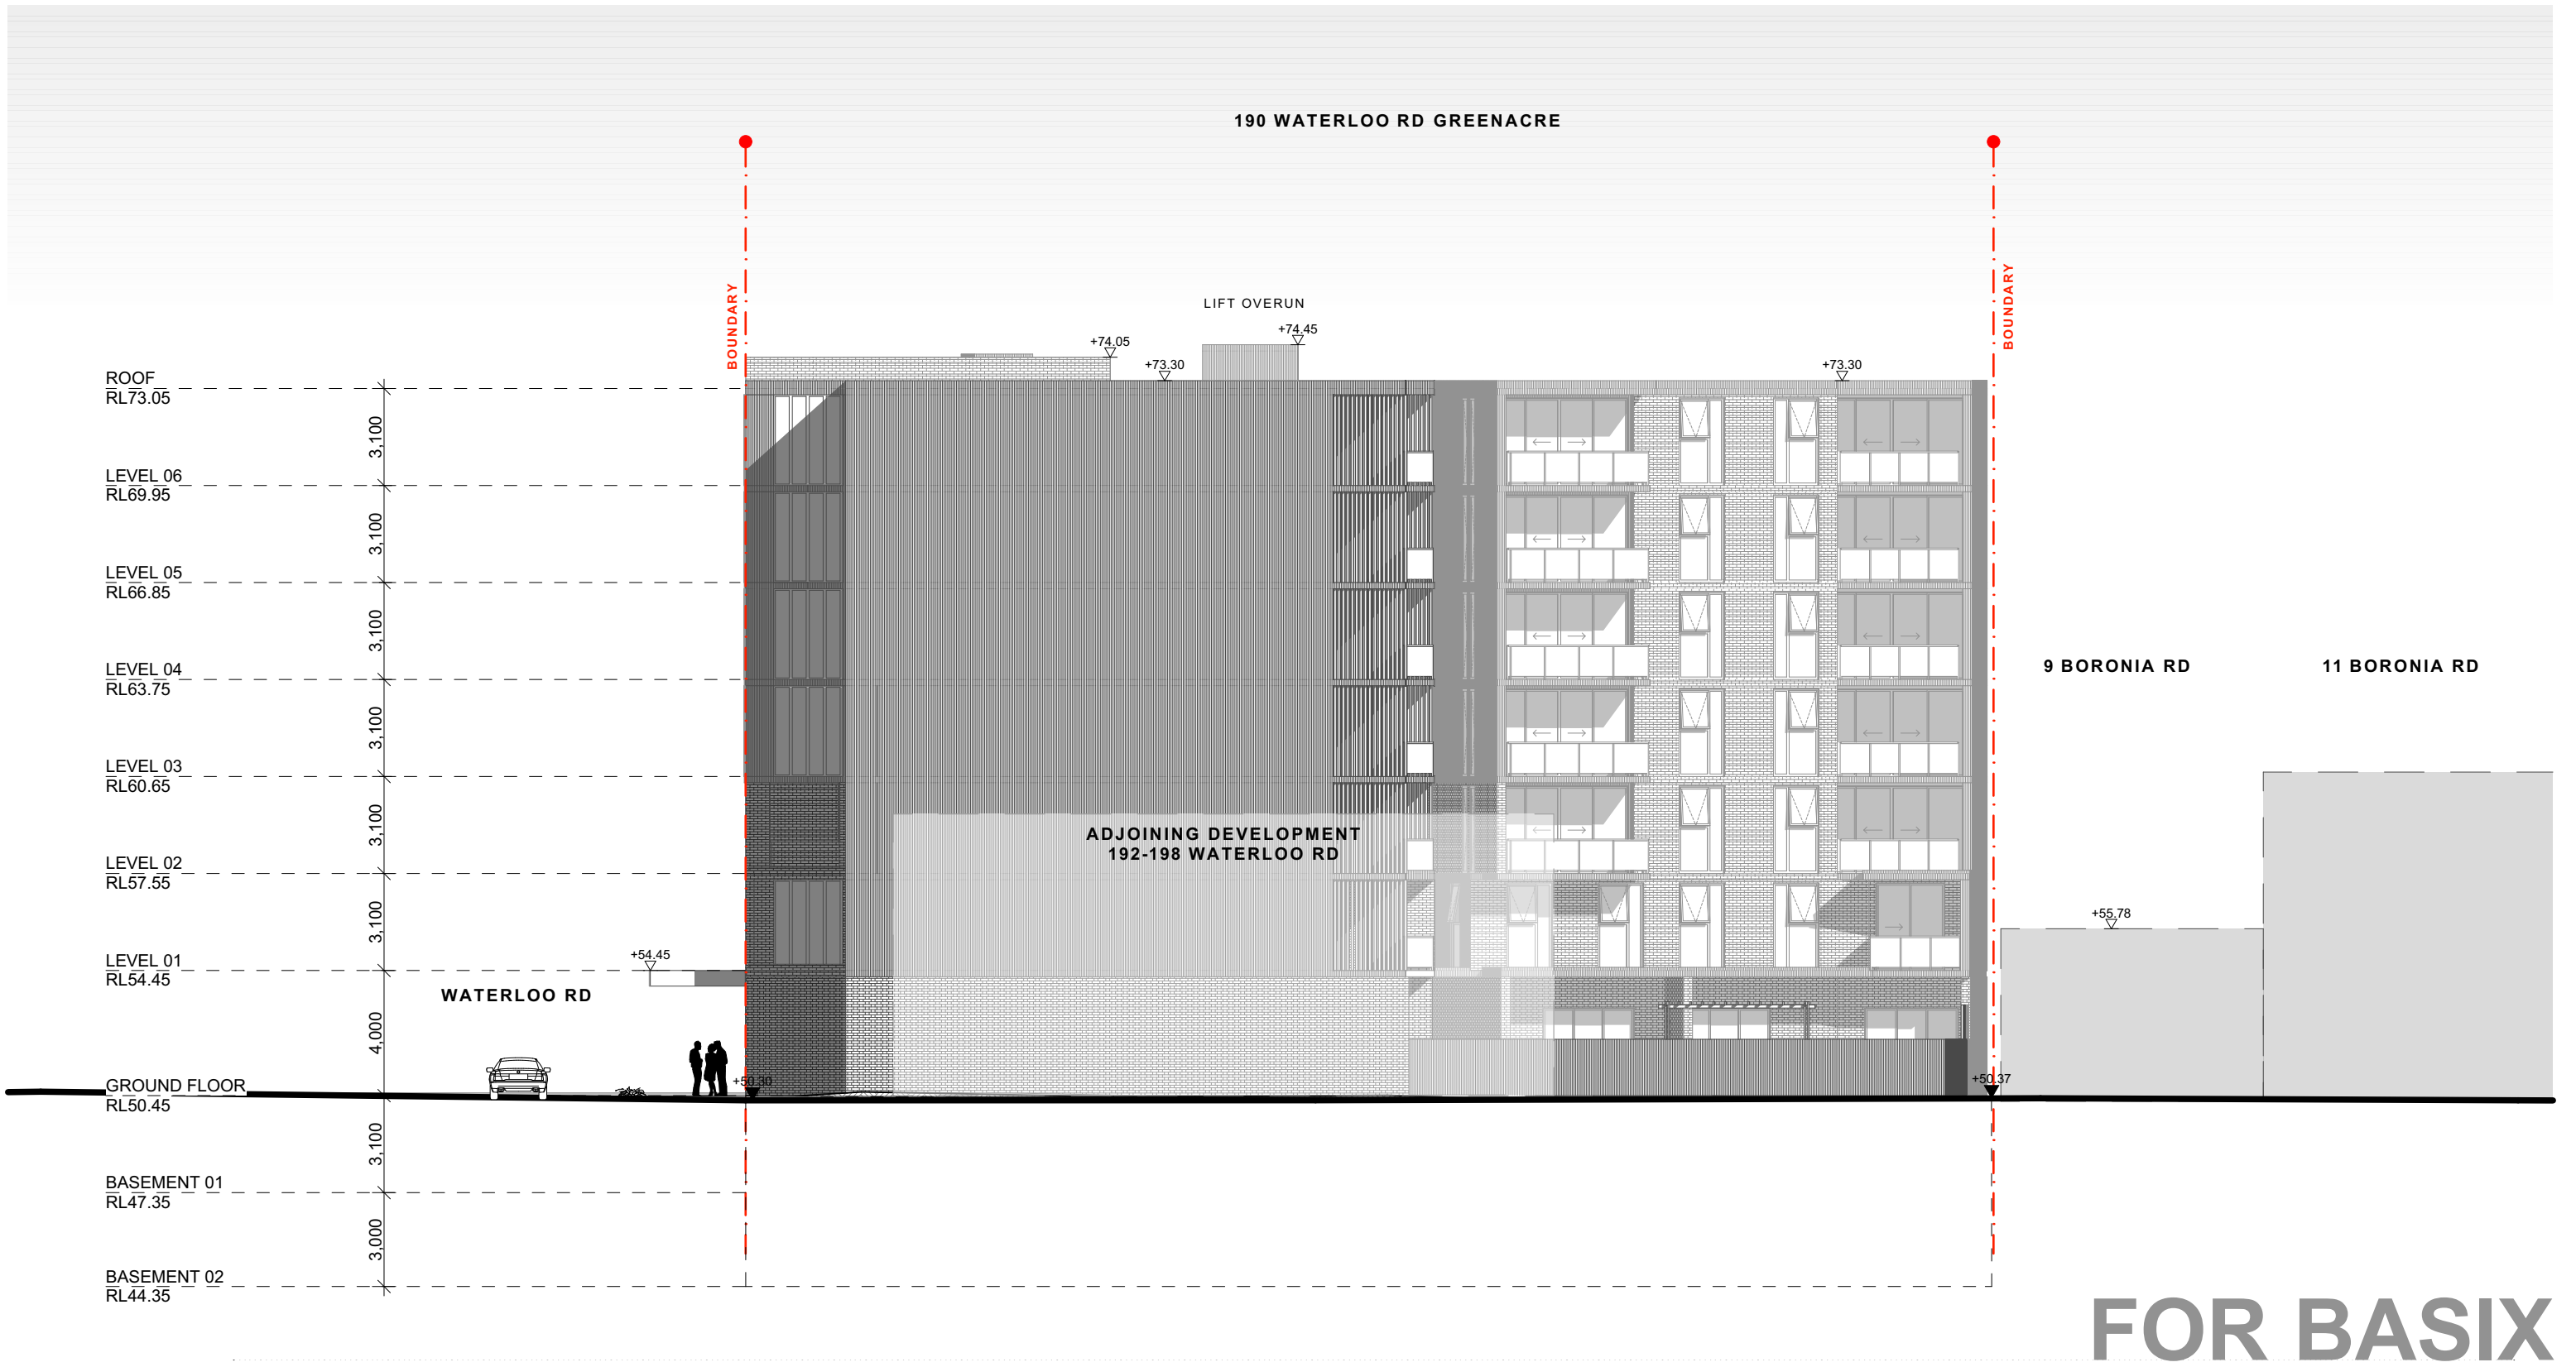 190 WATERLOO RD GREENACRE
BOUNDARY
BOUNDARY
LIFT OVERUN
+74.45
+74.05
+73.30
+73.30
ROOF
RL73.05
3,100
LEVEL 06
RL69.95
3,100
LEVEL 05
RL66.85
3,100
LEVEL 04
RL63.75
9 BORONIA RD
11 BORONIA RD
3,100
LEVEL 03
RL60.65
3,100
ADJOINING DEVELOPMENT
192-198 WATERLOO RD
LEVEL 02
RL57.55
3,100
+55.78
LEVEL 01
RL54.45
+54.45
WATERLOO RD
4,000
GROUND FLOOR
RL50.45
+50.30
+50.37
3,100
BASEMENT 01
RL47.35
3,000
BASEMENT 02
RL44.35
FOR BASIX